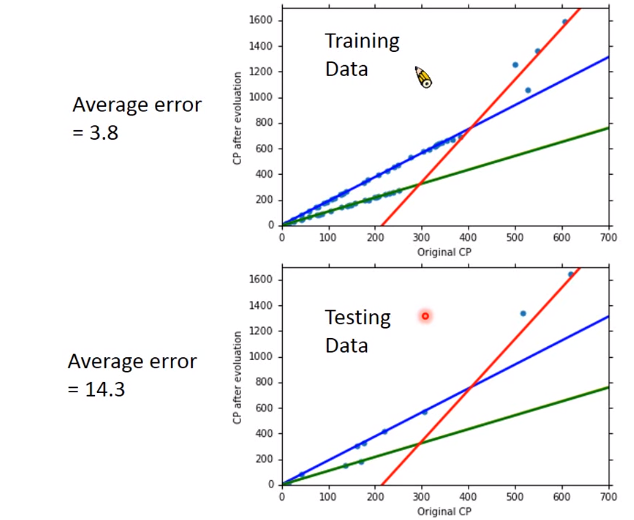 Average error
= 3.8
Training
Data
CP after evoluation
1600
1400
1200
1000
800
600
400
200
0
0 100 200 300 400 500 600 700
Original CP
Average error
= 14.3
Testing
Data
CP after evoluation
1600
1400
1200
1000
800
600
400
200
0
0 100 200 300 400 500 600 700
Original CP